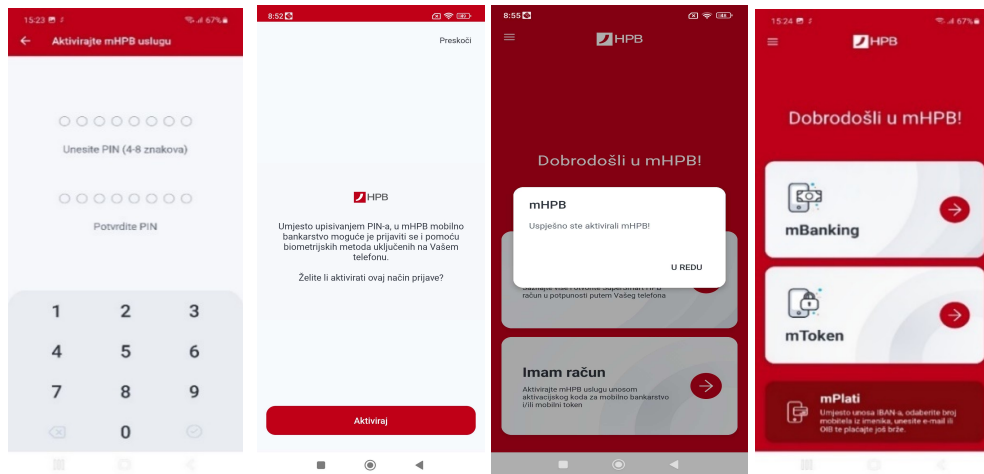 15:23
67%
Aktivirajte mHPB uslugu
Unesite PIN (4-8 znakova)
Potvrdite PIN
1 2 3
4 5 6
7 8 9
0
8:52
Preskoči
HPB
Umjesto upisivanjem PIN-a, u mHPB mobilno
bankarstvo moguće je prijaviti se i pomoću
biometrijskih metoda uključenih na Vašem
telefonu.
Želite li aktivirati ovaj način prijave?
Aktiviraj
8:55
HPB
Dobrodošli u mHPB!
mHPB
Uspješno ste aktivirali mHPB!
U REDU
račun u potpunosti putem Vašeg telefona
Imam račun
Aktivirajte mHPB uslugu unosom
aktivacijskog koda za mobilno bankarstvo
i/ili mobilni token
15:24
67%
HPB
Dobrodošli u mHPB!
mBanking
mToken
mPlati
Umjesto unosa IBAN-a, odaberite broj
mobitela iz imenika, unesite e-mail ili
OIB te plaćajte još brže.